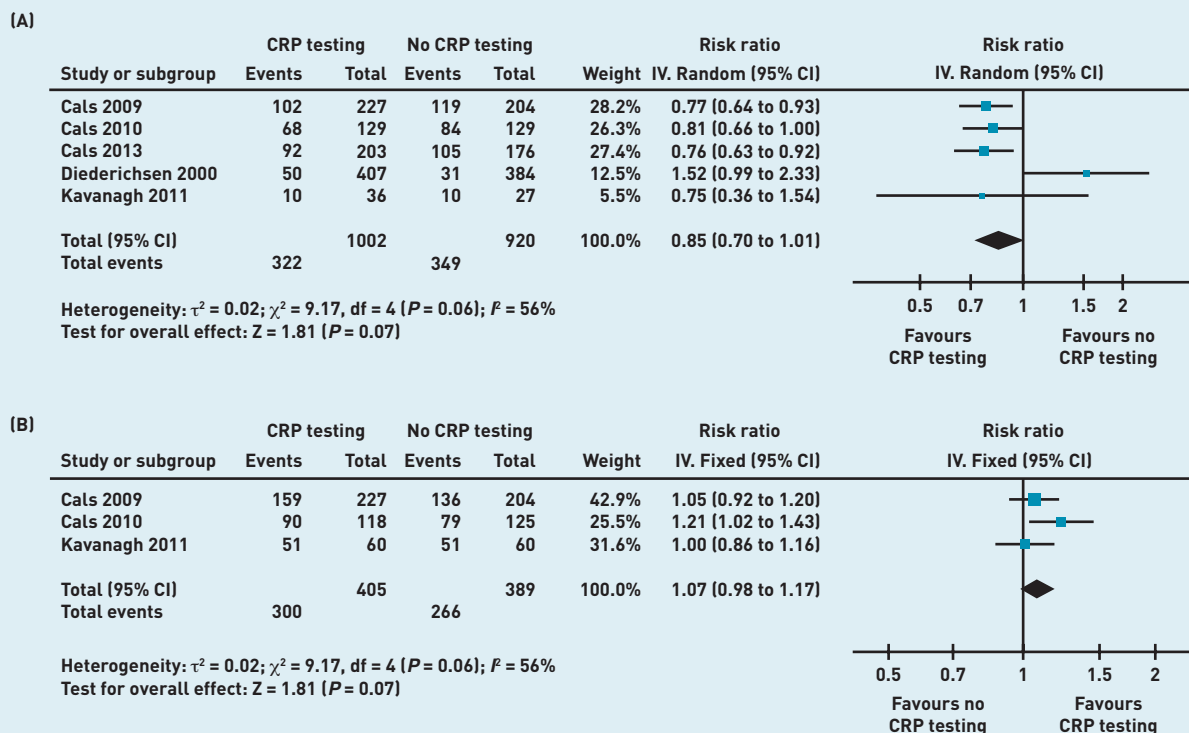 (A)
CRP testing No CRP testing Risk ratio Risk ratio
Study or subgroup Events Total Events Total Weight IV. Random (95% CI) IV. Random (95% CI)
Cals 2009 102 227 119 204 28.2% 0.77 (0.64 to 0.93)
Cals 2010 68 129 84 129 26.3% 0.81 (0.66 to 1.00)
Cals 2013 92 203 105 176 27.4% 0.76 (0.63 to 0.92)
Diederichsen 2000 50 407 31 384 12.5% 1.52 (0.99 to 2.33)
Kavanagh 2011 10 36 10 27 5.5% 0.75 (0.36 to 1.54)
Total (95% CI) 1002 920 100.0% 0.85 (0.70 to 1.01)
Total events 322 349
0.5 0.7 1 1.5 2
Heterogeneity: τ² = 0.02; χ² = 9.17, df = 4 (P = 0.06); I² = 56%
Test for overall effect: Z = 1.81 (P = 0.07)
Favours Favours no
CRP testing CRP testing
(B)
CRP testing No CRP testing Risk ratio Risk ratio
Study or subgroup Events Total Events Total Weight IV. Fixed (95% CI) IV. Fixed (95% CI)
Cals 2009 159 227 136 204 42.9% 1.05 (0.92 to 1.20)
Cals 2010 90 118 79 125 25.5% 1.21 (1.02 to 1.43)
Kavanagh 2011 51 60 51 60 31.6% 1.00 (0.86 to 1.16)
Total (95% CI) 405 389 100.0% 1.07 (0.98 to 1.17)
Total events 300 266
Heterogeneity: τ² = 0.02; χ² = 9.17, df = 4 (P = 0.06); I² = 56%
0.5 0.7 1 1.5 2
Test for overall effect: Z = 1.81 (P = 0.07)
Favours no Favours
CRP testing CRP testing